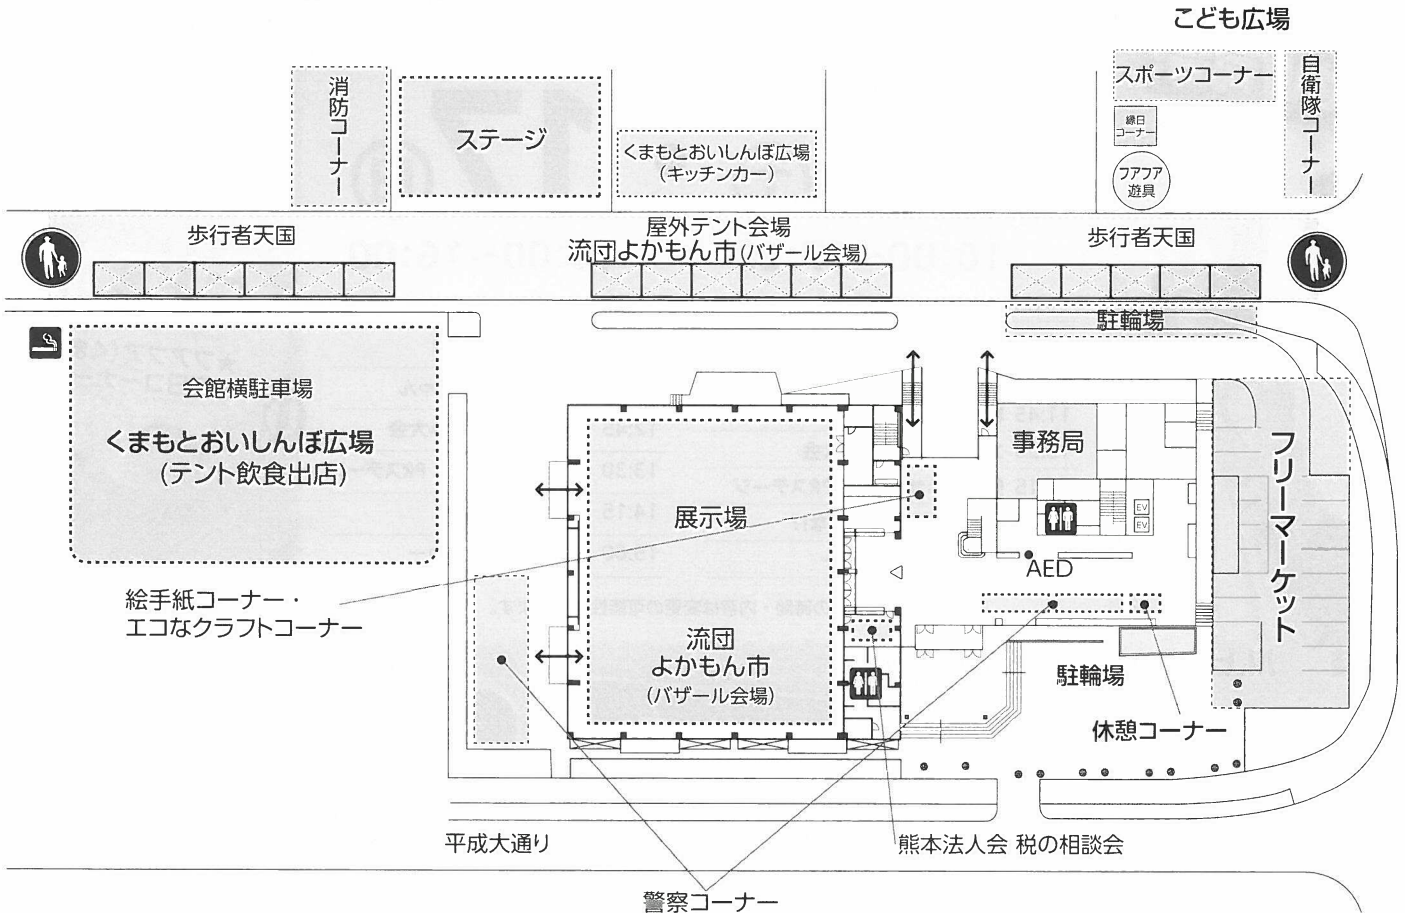 こども広場
消防コーナー
ステージ
くまもとおいしんぼ広場
(キッチンカー)
スポーツコーナー
縁日
コーナー
フアフア
遊具
自衛隊コーナー
歩行者天国
屋外テント会場
流団よかもん市(バザール会場)
歩行者天国
駐輪場
会館横駐車場
くまもとおいしんぼ広場
(テント飲食出店)
事務局
展示場
EV
EV
AED
フリーマーケット
絵手紙コーナー・
エコなクラフトコーナー
流団
よかもん市
(バザール会場)
駐輪場
休憩コーナー
平成大通り
熊本法人会 税の相談会
警察コーナー